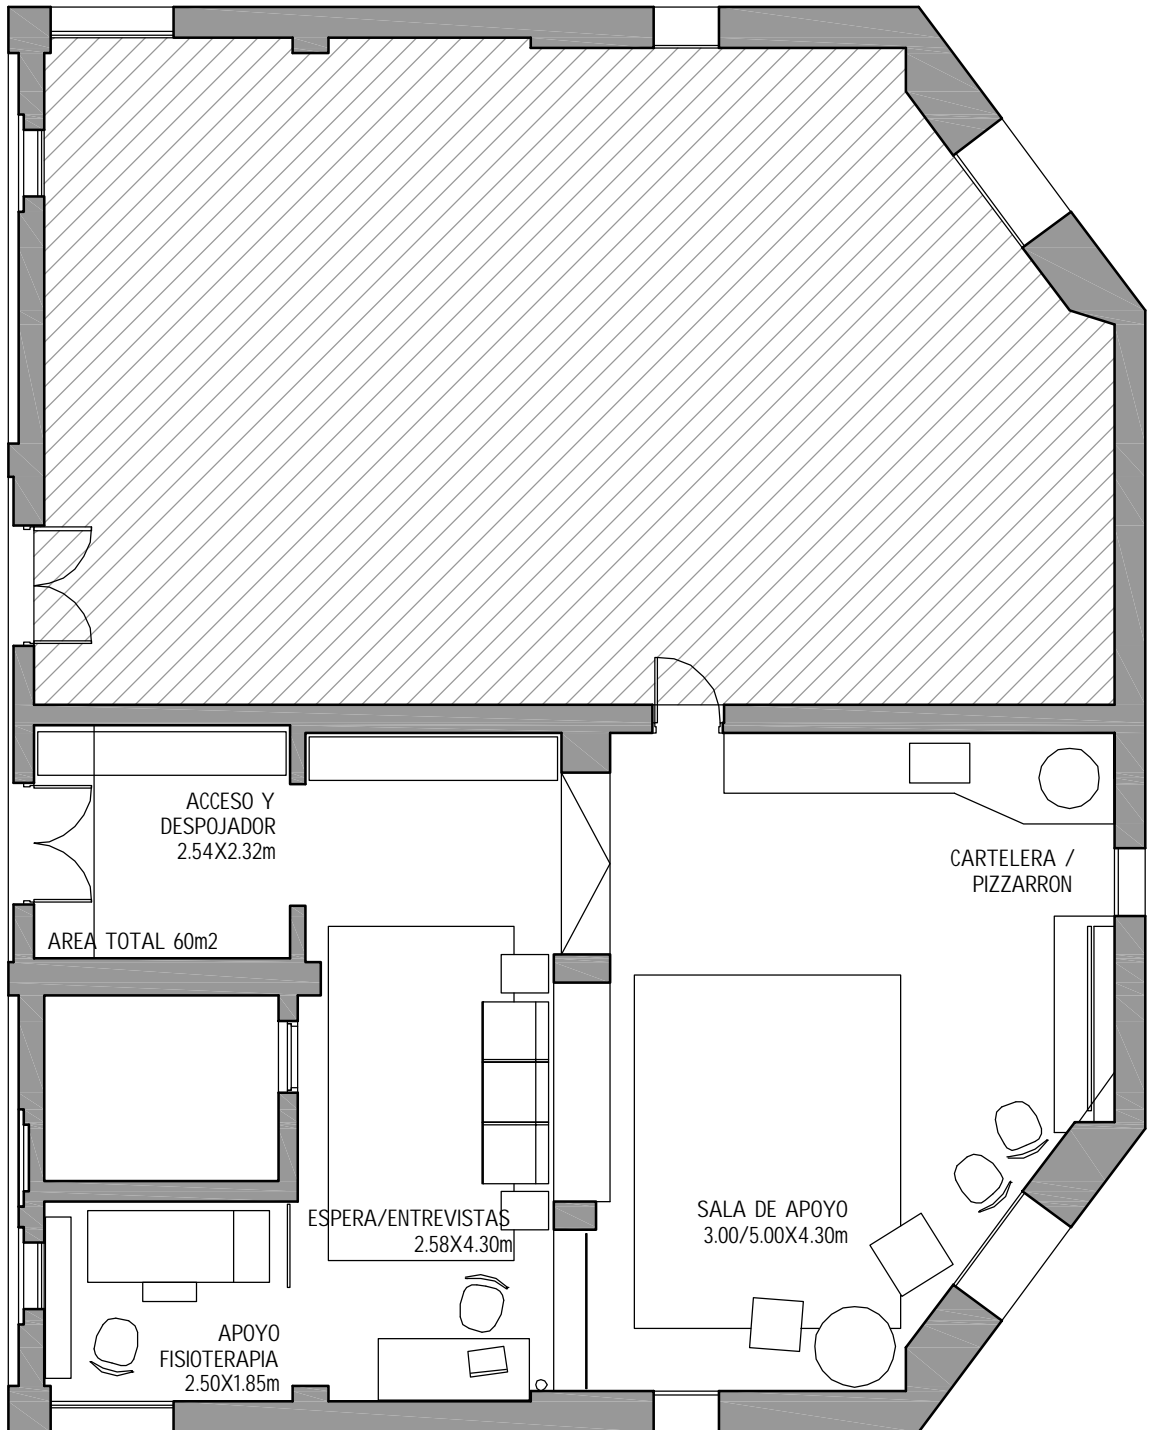 ACCESO Y
DESPOJADOR
2.54X2.32m
CARTELERA /
PIZZARRON
AREA TOTAL 60m2
ESPERA/ENTREVISTAS
2.58X4.30m
SALA DE APOYO
3.00/5.00X4.30m
APOYO
FISIOTERAPIA
2.50X1.85m